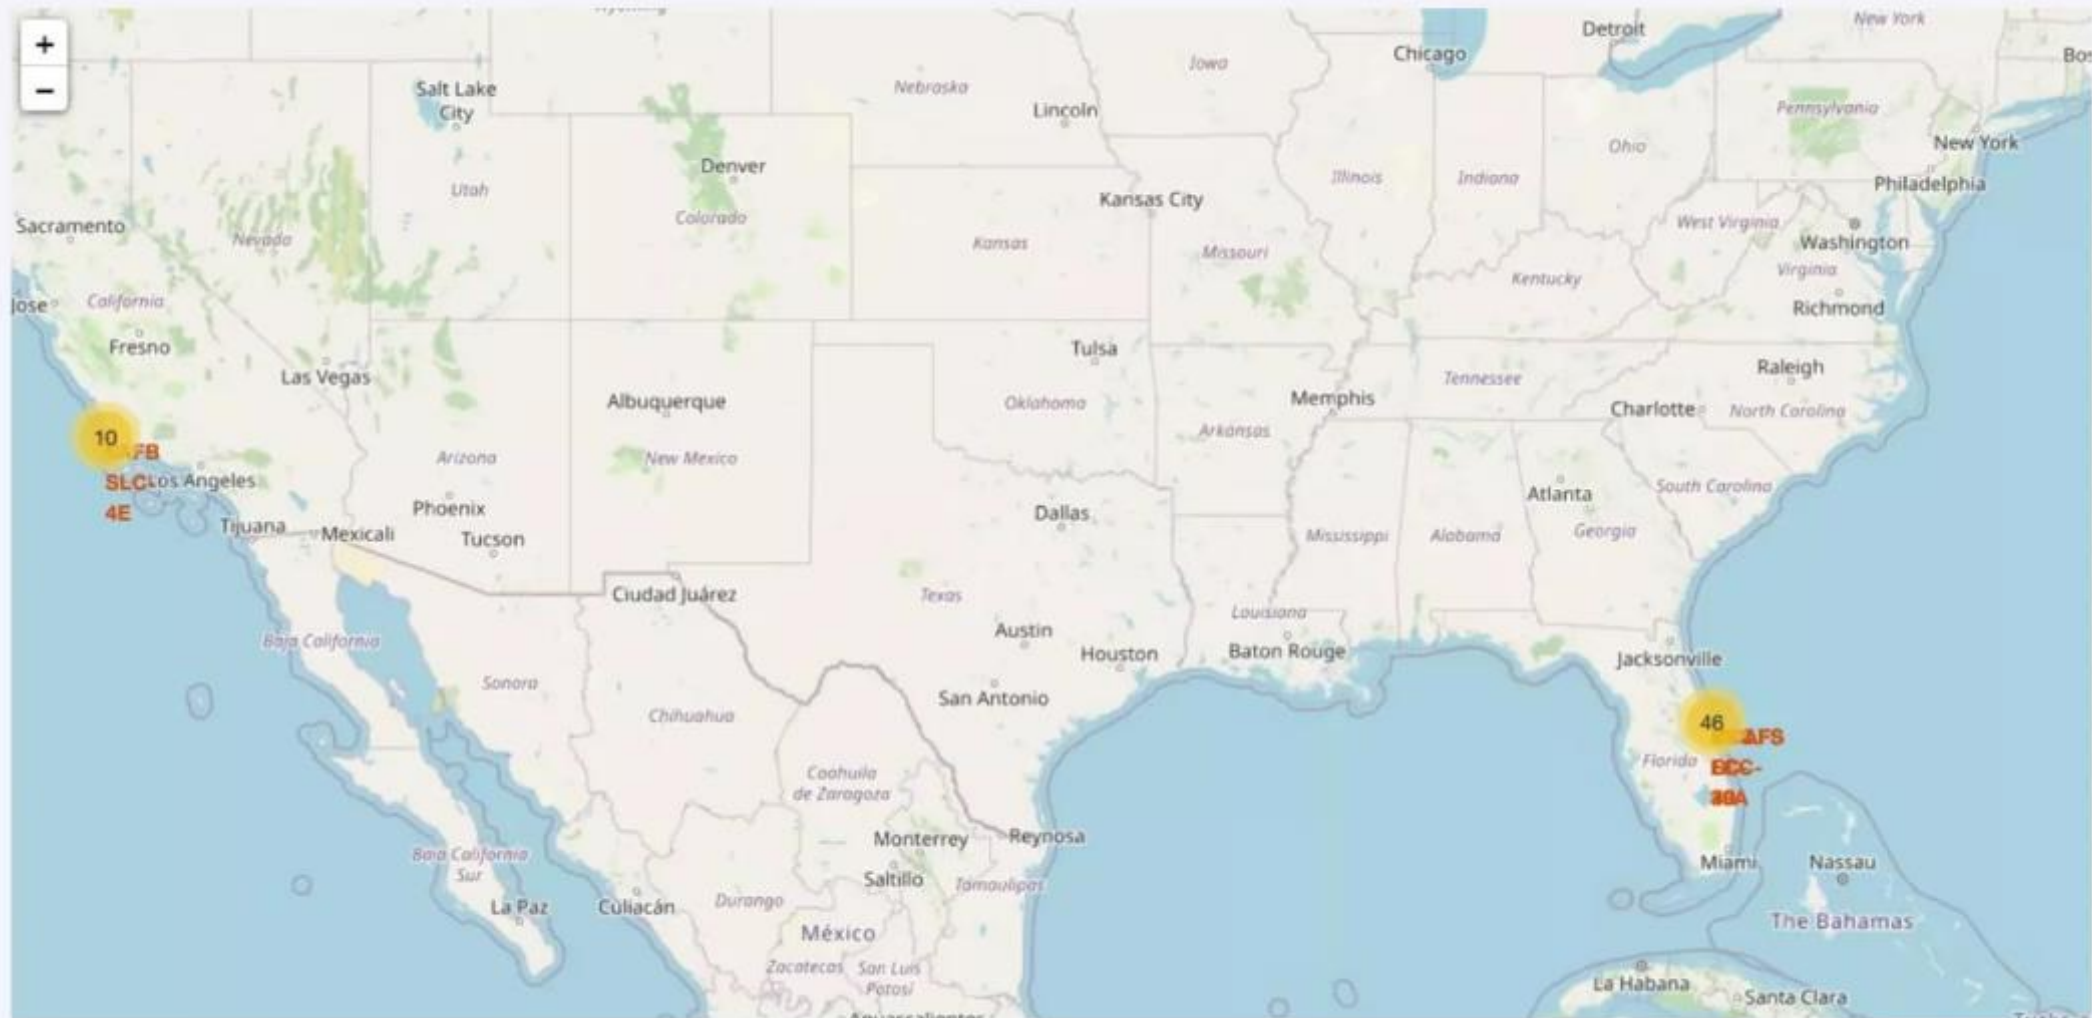 +
−
Salt Lake
City
Nebraska
Lincoln
Iowa
Chicago
Detroit
New York
Pennsylvania
New York
Philadelphia
Denver
Utah
Colorado
Kansas City
Illinois
Indiana
Ohio
West Virginia
Washington
Virginia
Richmond
Sacramento
Nevada
Kansas
Missouri
Kentucky
Jose
California
Fresno
Las Vegas
Albuquerque
Tulsa
Oklahoma
Memphis
Tennessee
Raleigh
Charlotte
North Carolina
Arkansas
10
FB
SLC
4E
Los Angeles
Arizona
New Mexico
Phoenix
Tucson
Tijuana
Mexicali
Dallas
Atlanta
South Carolina
Mississippi
Alabama
Georgia
Ciudad Juárez
Texas
Louisiana
Austin
Houston
Baton Rouge
San Antonio
Jacksonville
Baja California
Sonora
Chihuahua
46
AFS
Florida
Coahuila
de Zaragoza
Monterrey
Reynosa
Saltillo
Tamaulipas
Miami
Nassau
The Bahamas
Baja California
Sur
La Paz
Culiacán
Durango
México
Zacatecas
San Luis
Potosí
La Habana
Santa Clara